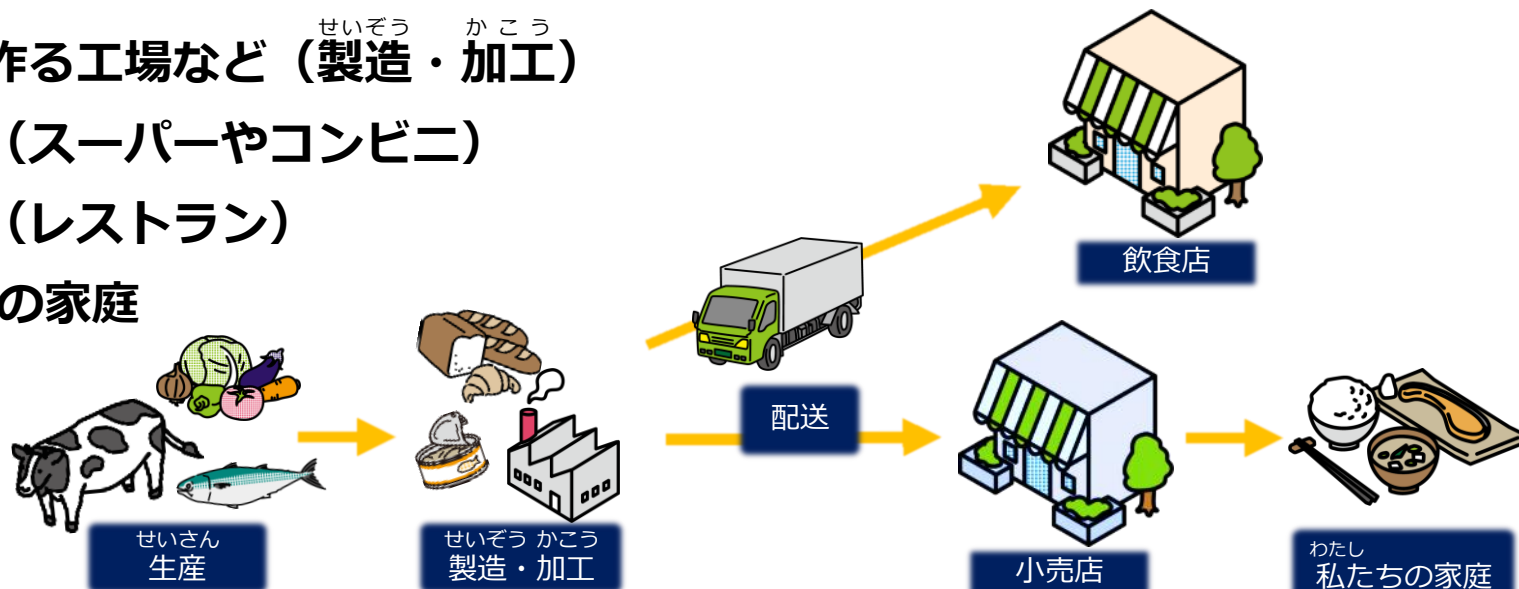 作る工場など（製造・加工）
（スーパーやコンビニ）
（レストラン）
の家庭
飲食店
配送
せいさん
生産
せいぞう かこう
製造・加工
小売店
わたし
私たちの家庭